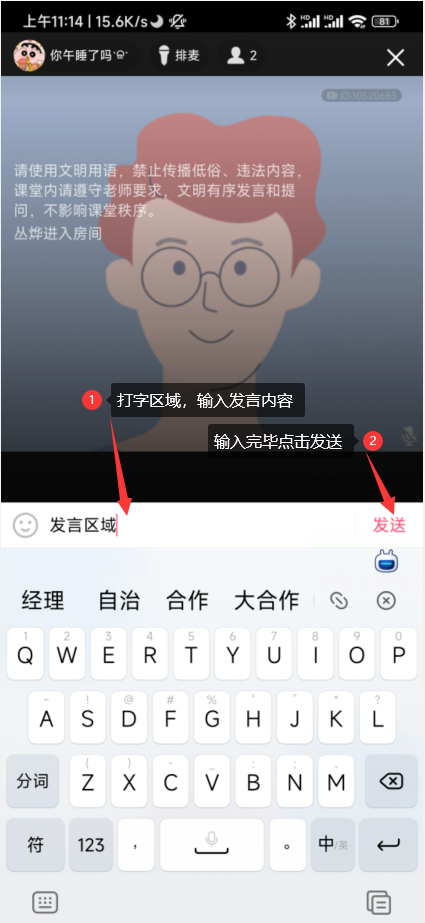 上午11:14 | 15.6K/s
HD HD 81
你午睡了吗 排麦 2
ID:10520663
请使用文明用语，禁止传播低俗、违法内容，
课堂内请遵守老师要求，文明有序发言和提
问，不影响课堂秩序。
丛烨进入房间
1 打字区域，输入发言内容
输入完毕点击发送 2
发言区域 发送
经理 自治 合作 大合作
1 2 3 4 5 6 7 8 9 0
Q W E R T Y U I O P
~ ! @ # % " " * ?
A S D F G H J K L
( ) - _ : ; 、
分词 Z X C V B N M
符 123 ， 。 中/英